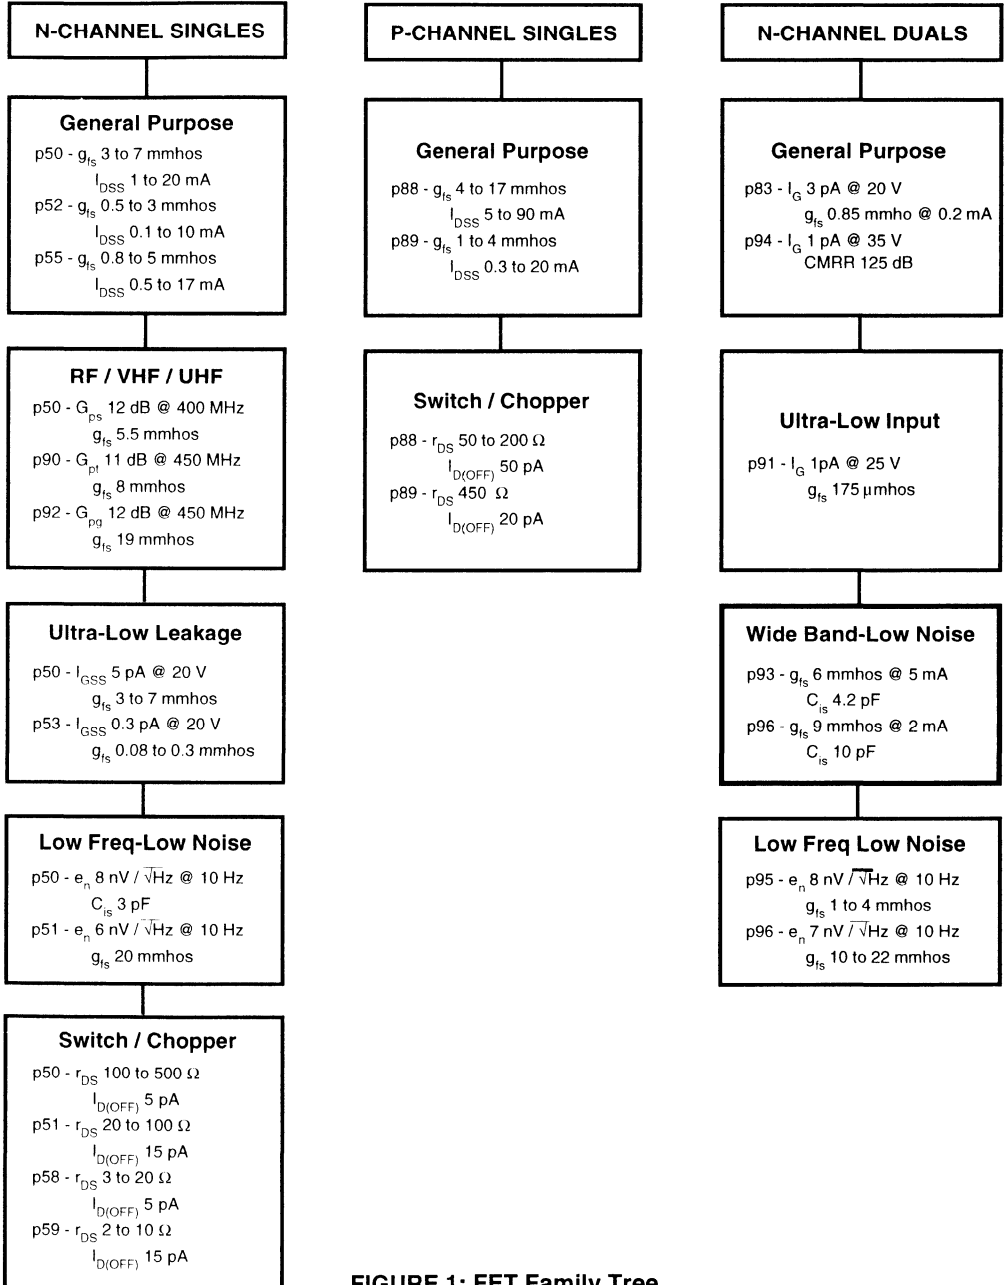 N-CHANNEL SINGLES
General Purpose
p50 - gfs 3 to 7 mmhos
IDSS 1 to 20 mA
p52 - gfs 0.5 to 3 mmhos
IDSS 0.1 to 10 mA
p55 - gfs 0.8 to 5 mmhos
IDSS 0.5 to 17 mA
RF / VHF / UHF
p50 - Gps 12 dB @ 400 MHz
gfs 5.5 mmhos
p90 - Gpf 11 dB @ 450 MHz
gfs 8 mmhos
p92 - Gpg 12 dB @ 450 MHz
gfs 19 mmhos
Ultra-Low Leakage
p50 - IGSS 5 pA @ 20 V
gfs 3 to 7 mmhos
p53 - IGSS 0.3 pA @ 20 V
gfs 0.08 to 0.3 mmhos
Low Freq-Low Noise
p50 - en 8 nV / √Hz @ 10 Hz
Cis 3 pF
p51 - en 6 nV / √Hz @ 10 Hz
gfs 20 mmhos
Switch / Chopper
p50 - rDS 100 to 500 Ω
ID(OFF) 5 pA
p51 - rDS 20 to 100 Ω
ID(OFF) 15 pA
p58 - rDS 3 to 20 Ω
ID(OFF) 5 pA
p59 - rDS 2 to 10 Ω
ID(OFF) 15 pA
P-CHANNEL SINGLES
General Purpose
p88 - gfs 4 to 17 mmhos
IDSS 5 to 90 mA
p89 - gfs 1 to 4 mmhos
IDSS 0.3 to 20 mA
Switch / Chopper
p88 - rDS 50 to 200 Ω
ID(OFF) 50 pA
p89 - rDS 450 Ω
ID(OFF) 20 pA
N-CHANNEL DUALS
General Purpose
p83 - IG 3 pA @ 20 V
gfs 0.85 mmho @ 0.2 mA
p94 - IG 1 pA @ 35 V
CMRR 125 dB
Ultra-Low Input
p91 - IG 1pA @ 25 V
gfs 175 µmhos
Wide Band-Low Noise
p93 - gfs 6 mmhos @ 5 mA
Cis 4.2 pF
p96 - gfs 9 mmhos @ 2 mA
Cis 10 pF
Low Freq Low Noise
p95 - en 8 nV / √Hz @ 10 Hz
gfs 1 to 4 mmhos
p96 - en 7 nV / √Hz @ 10 Hz
gfs 10 to 22 mmhos
FIGURE 1: FET Family Tree